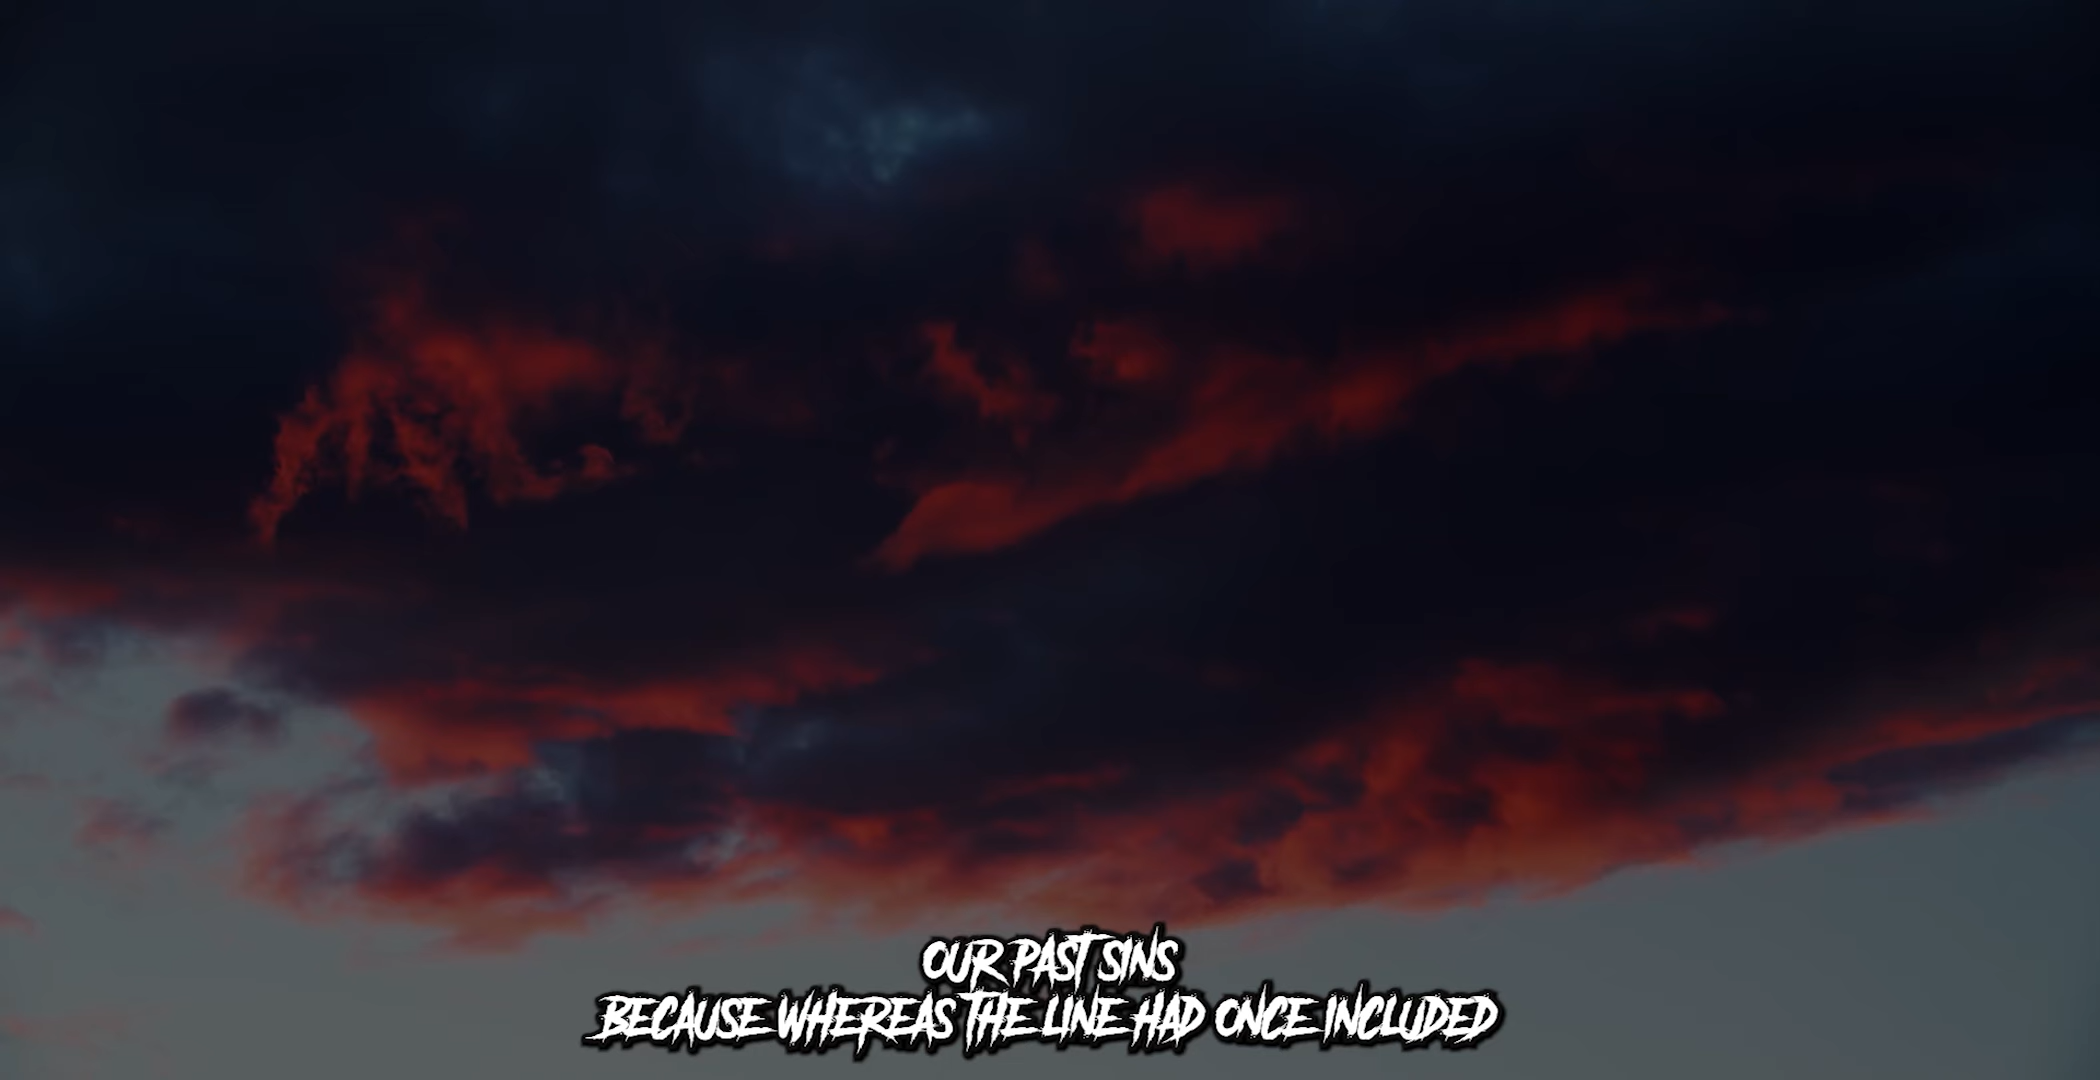 OUR PAST SINS
BECAUSE WHEREAS THE LINE HAD ONCE INCLUDED